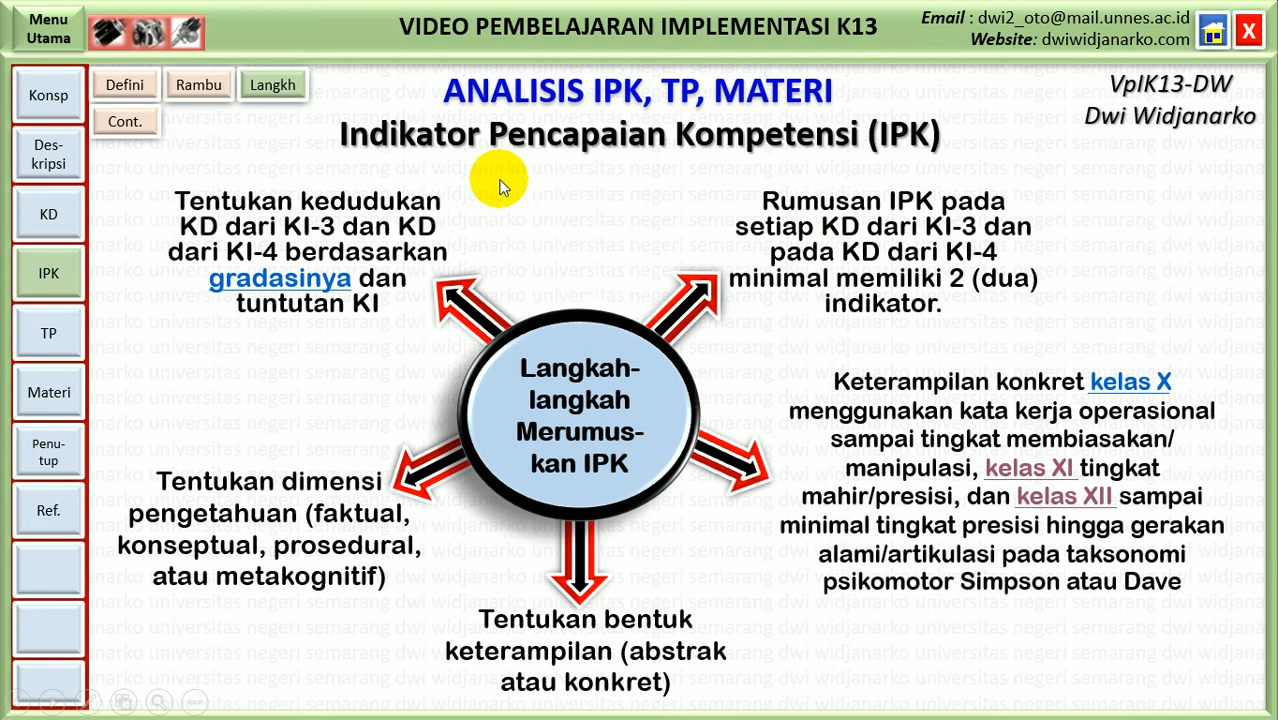 Menu
Utama
VIDEO PEMBELAJARAN IMPLEMENTASI K13
Email : dwi2_oto@mail.unnes.ac.id
Website: dwiwidjanarko.com
X
Konsp
Des-
kripsi
KD
IPK
TP
Materi
Penu-
tup
Ref.
Defini
Rambu
Langkh
Cont.
ANALISIS IPK, TP, MATERI
Indikator Pencapaian Kompetensi (IPK)
VpIK13-DW
Dwi Widjanarko
Tentukan kedudukan
KD dari KI-3 dan KD
dari KI-4 berdasarkan
gradasinya dan
tuntutan KI
Rumusan IPK pada
setiap KD dari KI-3 dan
pada KD dari KI-4
minimal memiliki 2 (dua)
indikator.
Langkah-
langkah
Merumus-
kan IPK
Keterampilan konkret kelas X
menggunakan kata kerja operasional
sampai tingkat membiasakan/
manipulasi, kelas XI tingkat
mahir/presisi, dan kelas XII sampai
minimal tingkat presisi hingga gerakan
alami/artikulasi pada taksonomi
psikomotor Simpson atau Dave
Tentukan dimensi
pengetahuan (faktual,
konseptual, prosedural,
atau metakognitif)
Tentukan bentuk
keterampilan (abstrak
atau konkret)